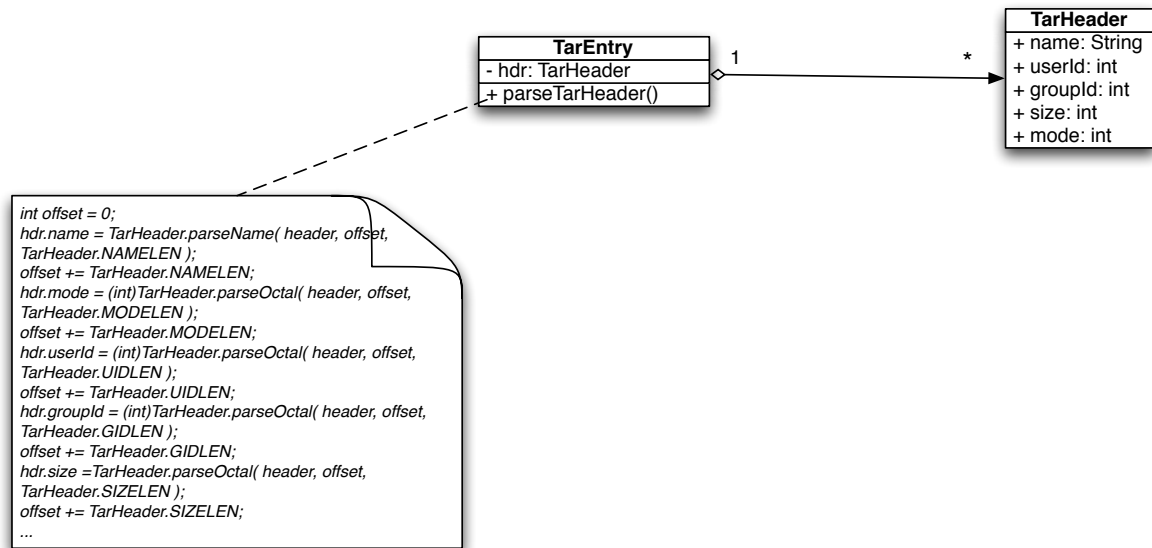 TarHeader
+ name: String
+ userId: int
+ groupId: int
+ size: int
+ mode: int
TarEntry
- hdr: TarHeader
+ parseTarHeader()
1
*
int offset = 0;
hdr.name = TarHeader.parseName( header, offset,
TarHeader.NAMELEN );
offset += TarHeader.NAMELEN;
hdr.mode = (int)TarHeader.parseOctal( header, offset,
TarHeader.MODELEN );
offset += TarHeader.MODELEN;
hdr.userId = (int)TarHeader.parseOctal( header, offset,
TarHeader.UIDLEN );
offset += TarHeader.UIDLEN;
hdr.groupId = (int)TarHeader.parseOctal( header, offset,
TarHeader.GIDLEN );
offset += TarHeader.GIDLEN;
hdr.size =TarHeader.parseOctal( header, offset,
TarHeader.SIZELEN );
offset += TarHeader.SIZELEN;
...